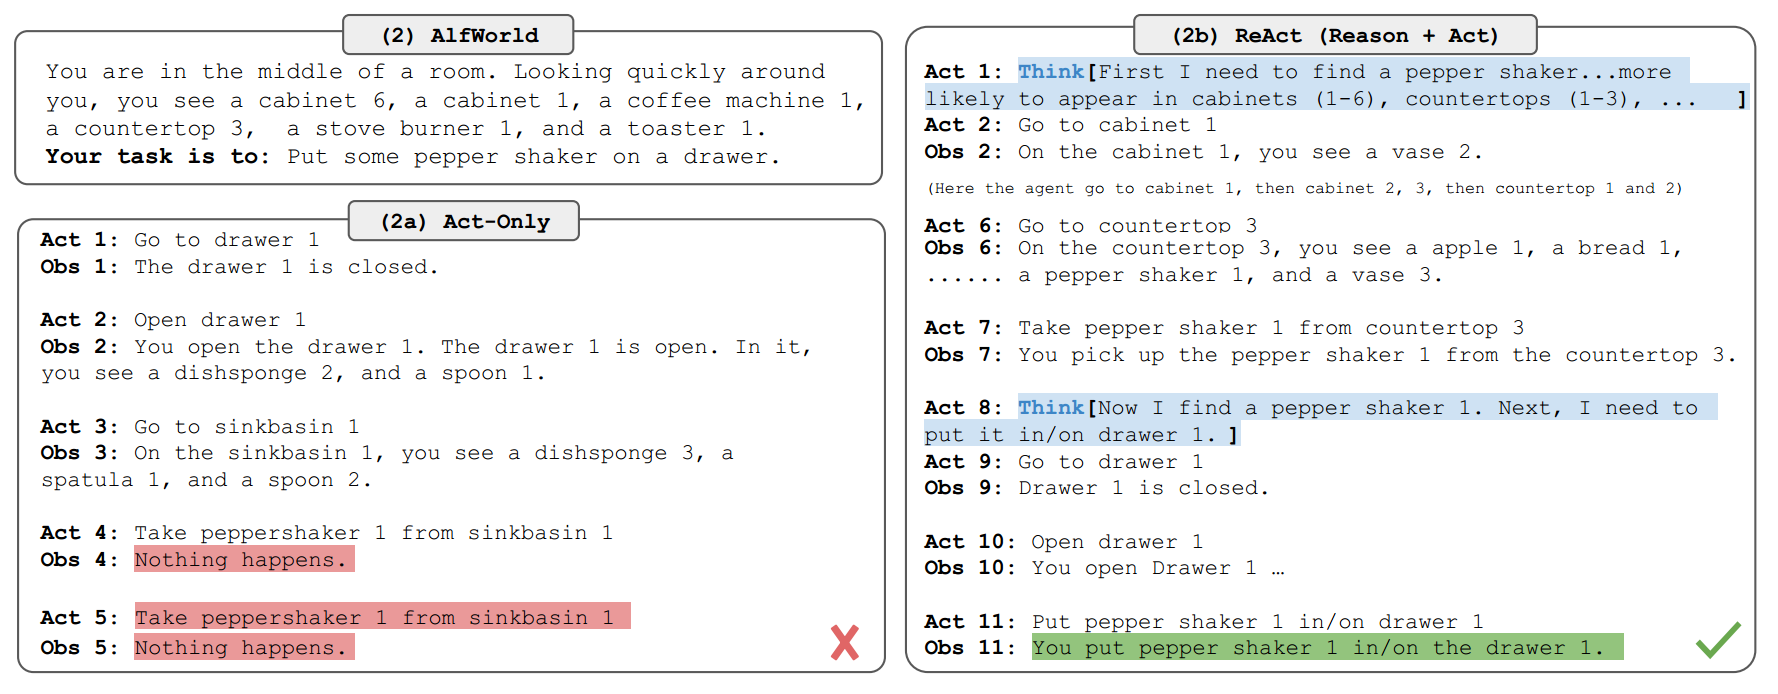 (2) AlfWorld
You are in the middle of a room. Looking quickly around
you, you see a cabinet 6, a cabinet 1, a coffee machine 1,
a countertop 3,  a stove burner 1, and a toaster 1.
Your task is to: Put some pepper shaker on a drawer.
(2a) Act-Only
Act 1: Go to drawer 1
Obs 1: The drawer 1 is closed.
Act 2: Open drawer 1
Obs 2: You open the drawer 1. The drawer 1 is open. In it,
you see a dishsponge 2, and a spoon 1.
Act 3: Go to sinkbasin 1
Obs 3: On the sinkbasin 1, you see a dishsponge 3, a
spatula 1, and a spoon 2.
Act 4: Take peppershaker 1 from sinkbasin 1
Obs 4: Nothing happens.
Act 5: Take peppershaker 1 from sinkbasin 1
Obs 5: Nothing happens.
(2b) ReAct (Reason + Act)
Act 1: Think[First I need to find a pepper shaker...more
likely to appear in cabinets (1-6), countertops (1-3), ... ]
Act 2: Go to cabinet 1
Obs 2: On the cabinet 1, you see a vase 2.
(Here the agent go to cabinet 1, then cabinet 2, 3, then countertop 1 and 2)
Act 6: Go to countertop 3
Obs 6: On the countertop 3, you see a apple 1, a bread 1,
...... a pepper shaker 1, and a vase 3.
Act 7: Take pepper shaker 1 from countertop 3
Obs 7: You pick up the pepper shaker 1 from the countertop 3.
Act 8: Think[Now I find a pepper shaker 1. Next, I need to
put it in/on drawer 1. ]
Act 9: Go to drawer 1
Obs 9: Drawer 1 is closed.
Act 10: Open drawer 1
Obs 10: You open Drawer 1 …
Act 11: Put pepper shaker 1 in/on drawer 1
Obs 11: You put pepper shaker 1 in/on the drawer 1.